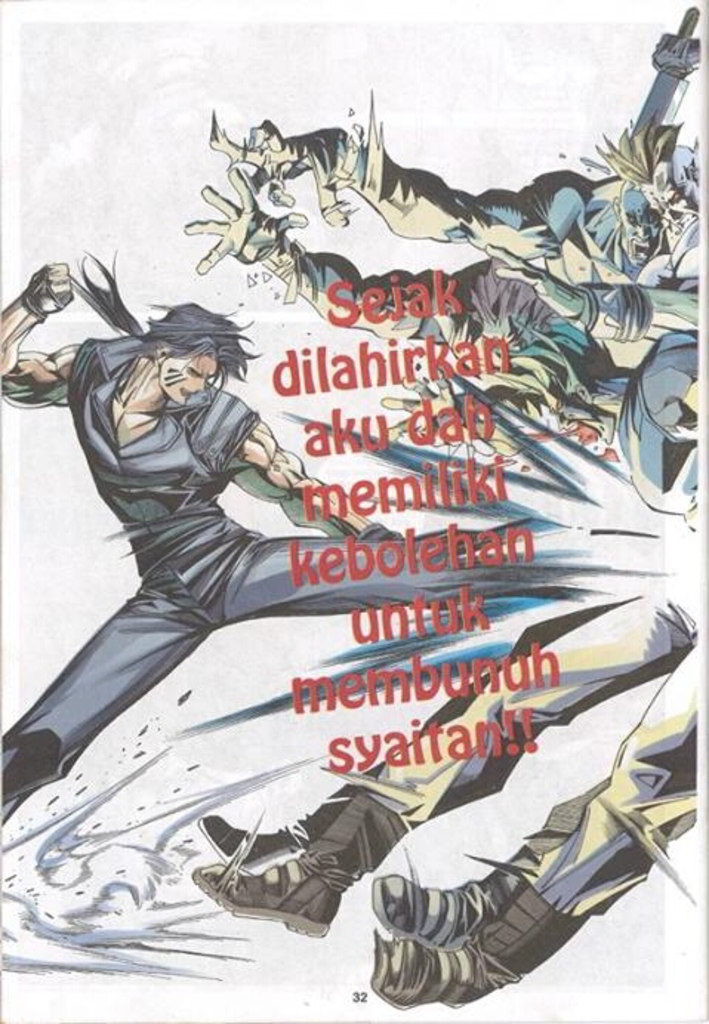 Sejak
dilahirkan
aku dah
memiliki
kebolehan
untuk
membunuh
syaitan!!
32